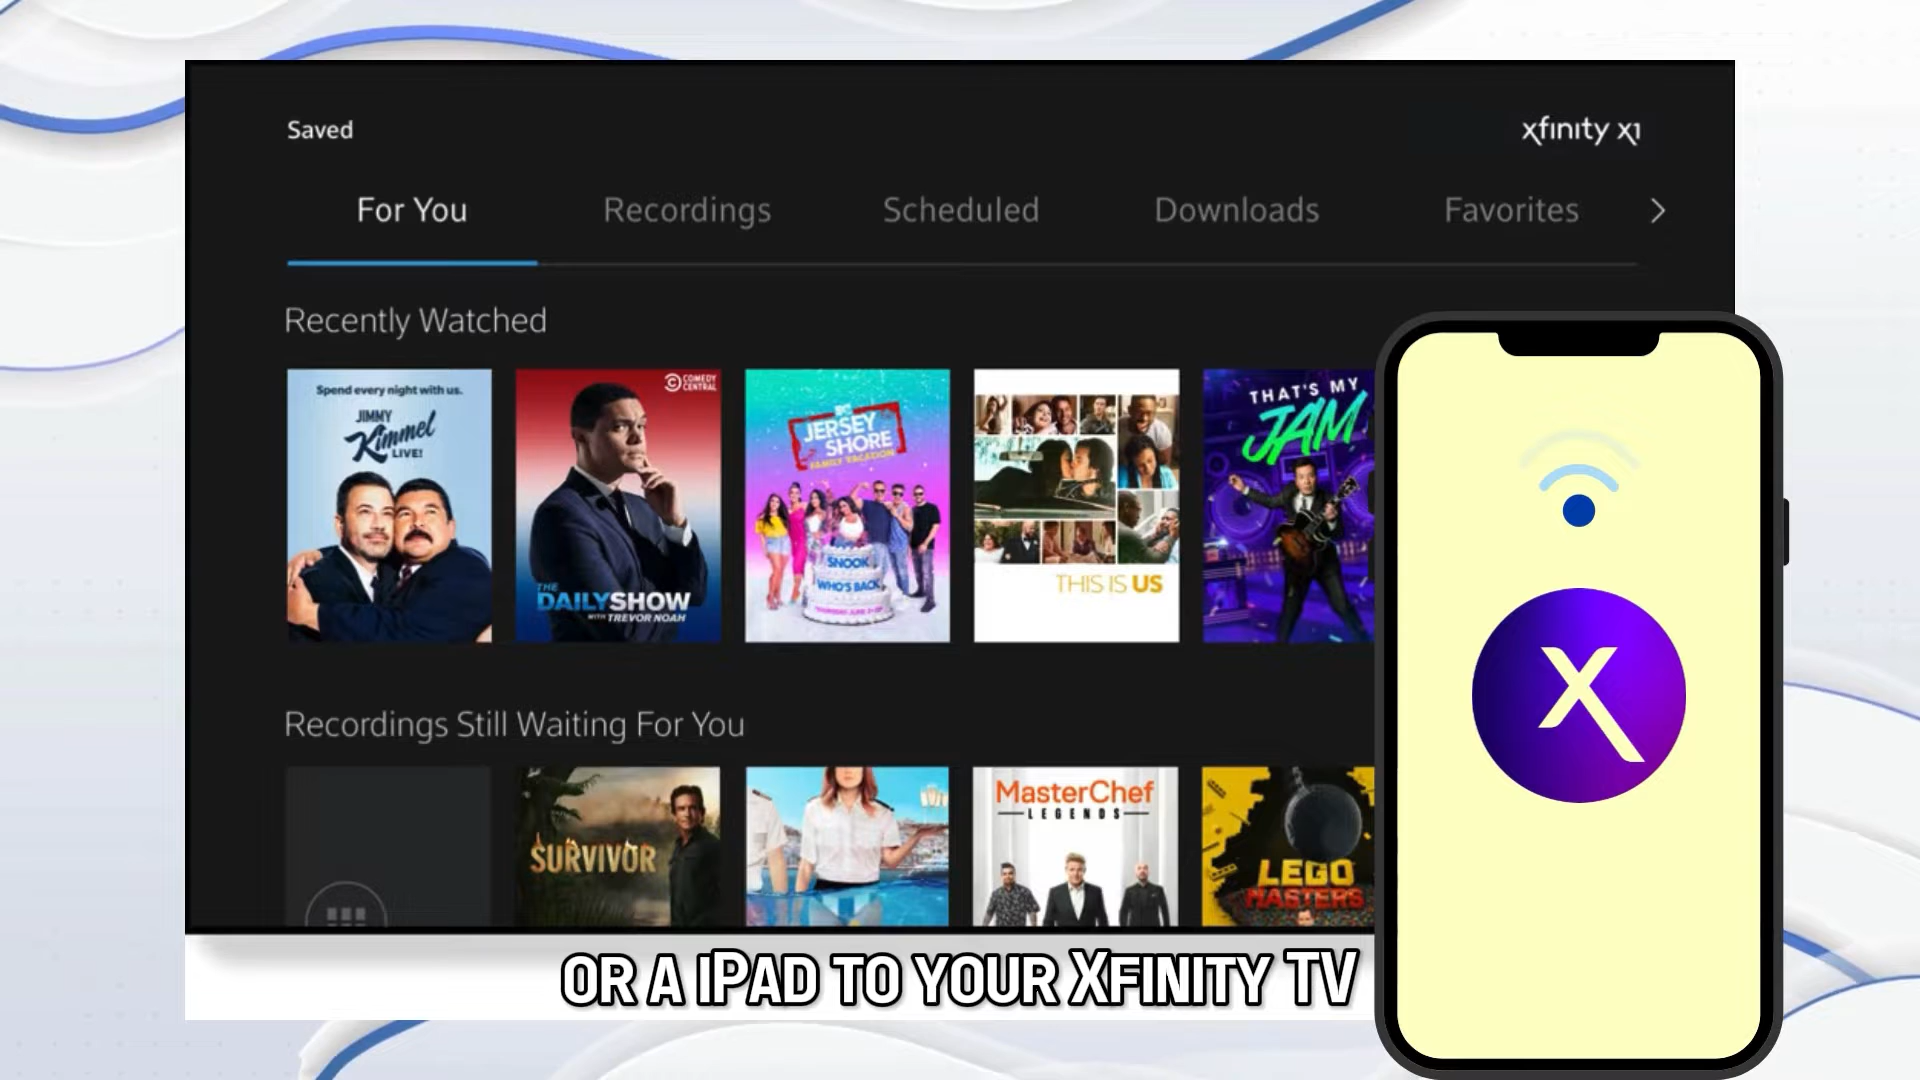 Saved
xfinity x1
For You
Recordings
Scheduled
Downloads
Favorites
Recently Watched
Spend every night with us.
JIMMY
Kimmel
LIVE!
COMEDY
CENTRAL
THE
DAILYSHOW
WITH TREVOR NOAH
JERSEY
SHORE
FAMILY VACATION
SNOOK
WHO'S BACK
THIS IS US
THAT'S MY
JAM
X
Recordings Still Waiting For You
SURVIVOR
MasterChef
LEGENDS
LEGO
MASTERS
OR A iPAD TO YOUR XFINITY TV